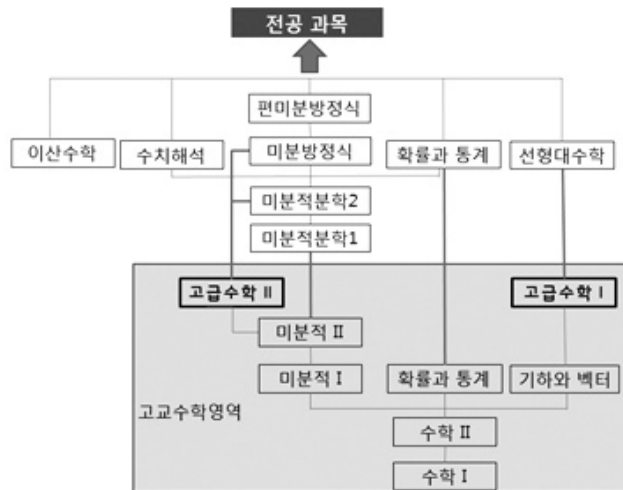 전공 과목
편미분방정식
이산수학
수치해석
미분방정식
확률과 통계
선형대수학
미분적분학2
미분적분학1
고급수학 II
고급수학 I
미분적 II
미분적 I
확률과 통계
기하와 벡터
고교수학영역
수학 II
수학 I